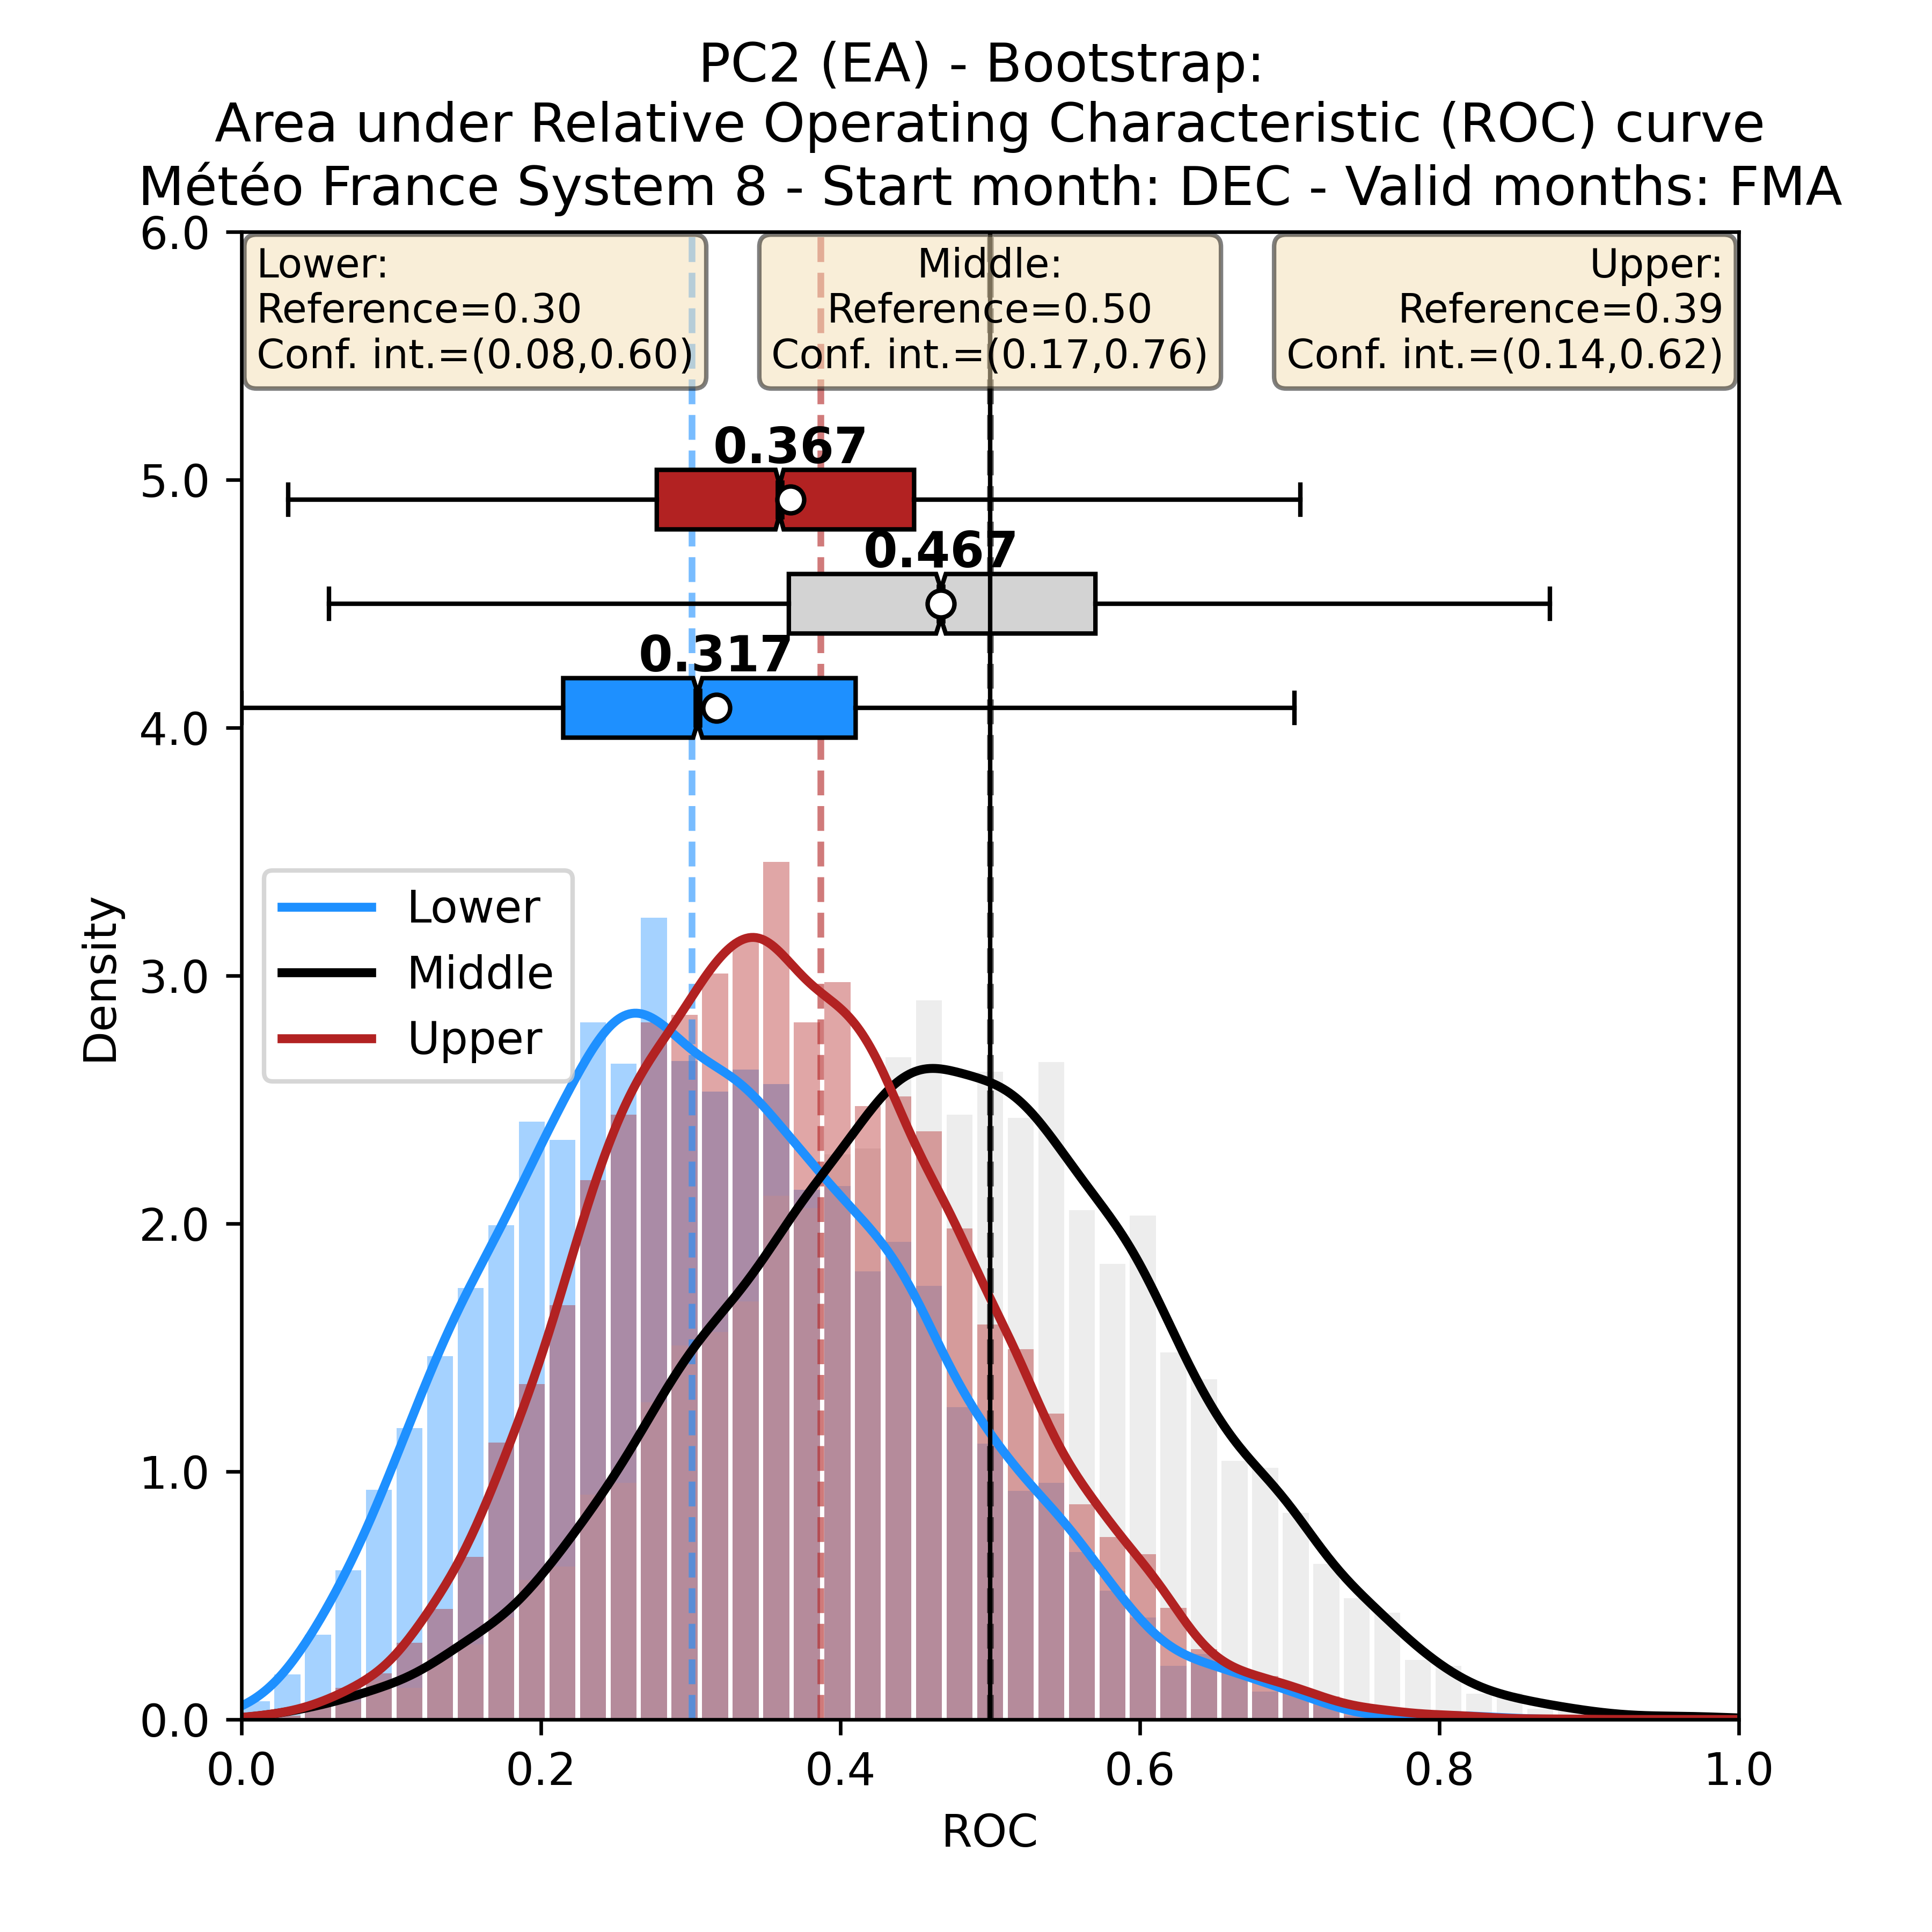 PC2 (EA) - Bootstrap:
Area under Relative Operating Characteristic (ROC) curve
Météo France System 8 - Start month: DEC - Valid months: FMA
Lower:
Reference=0.30
Conf. int.=(0.08,0.60)
Middle:
Reference=0.50
Conf. int.=(0.17,0.76)
Upper:
Reference=0.39
Conf. int.=(0.14,0.62)
0.367
0.467
0.317
Lower
Middle
Upper
Density
6.0
5.0
4.0
3.0
2.0
1.0
0.0
0.0 0.2 0.4 0.6 0.8 1.0
ROC